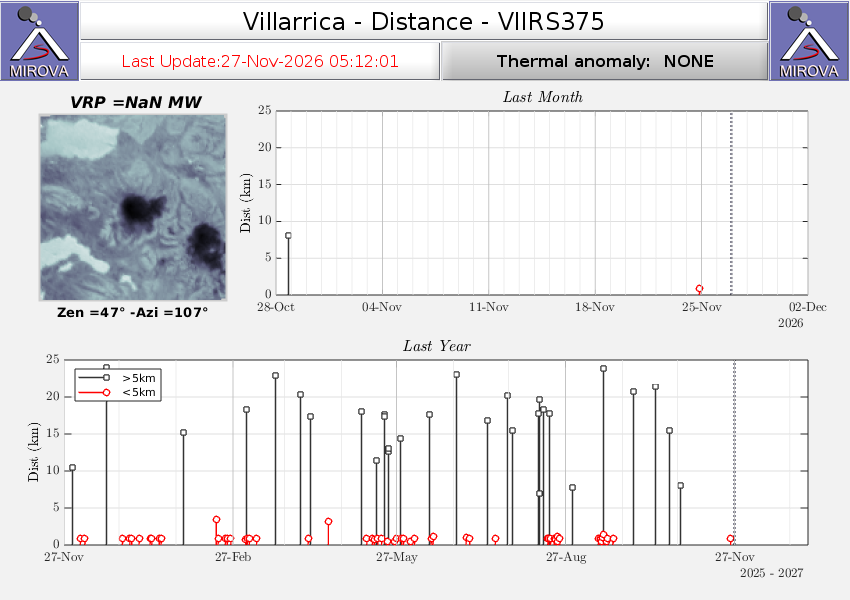 Villarrica - Distance - VIIRS375
MIROVA
MIROVA
Last Update:27-Nov-2026 05:12:01
Thermal anomaly: NONE
VRP =NaN MW
Zen =47° -Azi =107°
Last Month
Dist (km)
25
20
15
10
5
0
28-Oct
04-Nov
11-Nov
18-Nov
25-Nov
02-Dec
2026
Last Year
Dist (km)
25
20
15
10
5
0
>5km
<5km
27-Nov
27-Feb
27-May
27-Aug
27-Nov
2025 - 2027